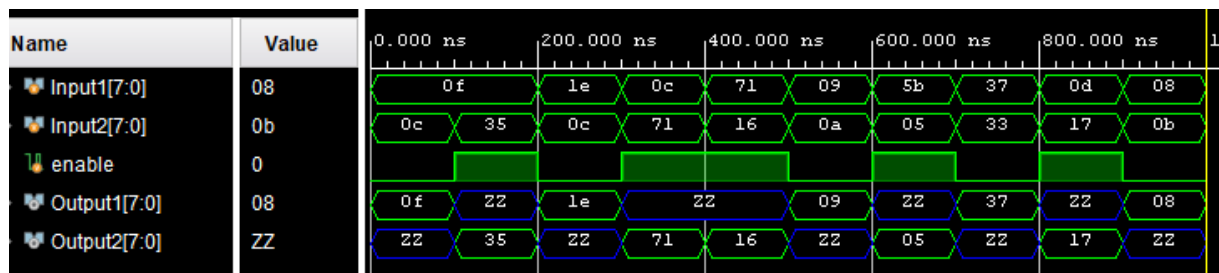 Name Value 0.000 ns 200.000 ns 400.000 ns 600.000 ns 800.000 ns 1
Input1[7:0] 08 0f 1e 0c 71 09 5b 37 0d 08
Input2[7:0] 0b 0c 35 0c 71 16 0a 05 33 17 0b
enable 0
Output1[7:0] 08 0f ZZ 1e ZZ 09 ZZ 37 ZZ 08
Output2[7:0] ZZ ZZ 35 ZZ 71 16 ZZ 05 ZZ 17 ZZ